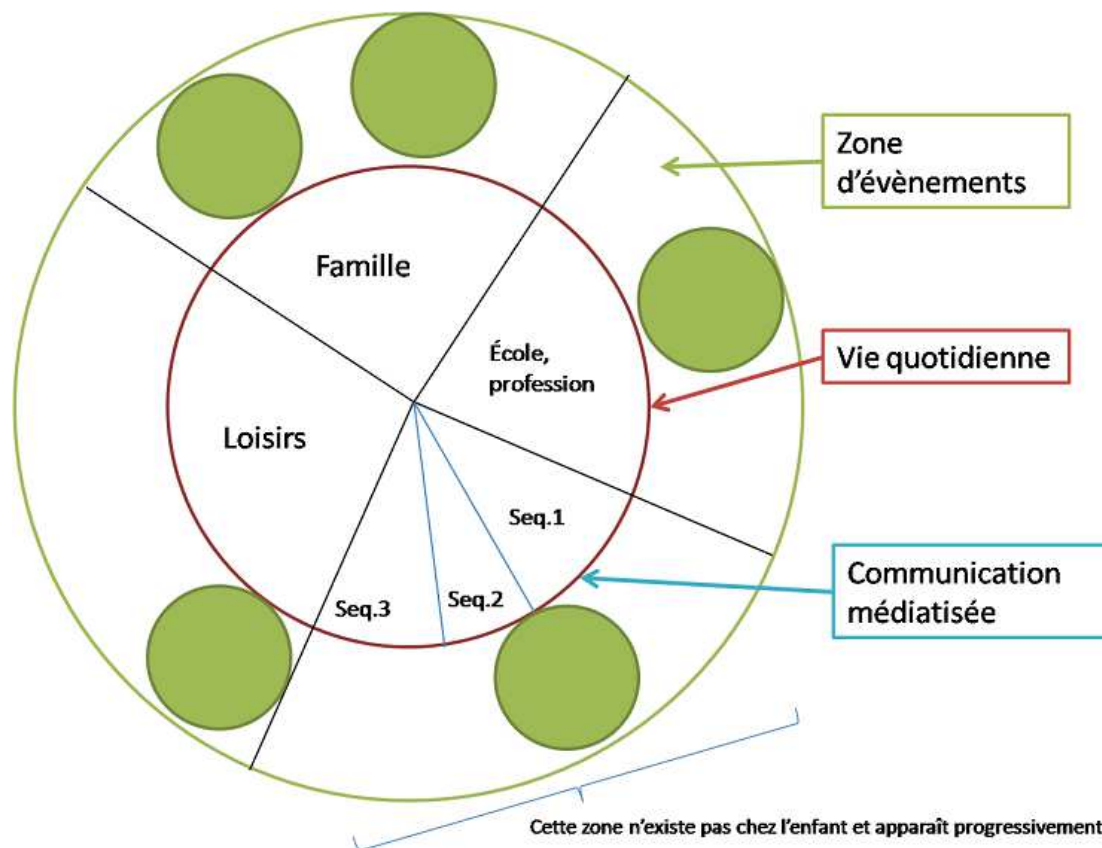 Zone
d'évènements
Famille
École,
profession
Vie quotidienne
Loisirs
Seq.1
Communication
médiatisée
Seq.2
Seq.3
Cette zone n'existe pas chez l'enfant et apparaît progressivement